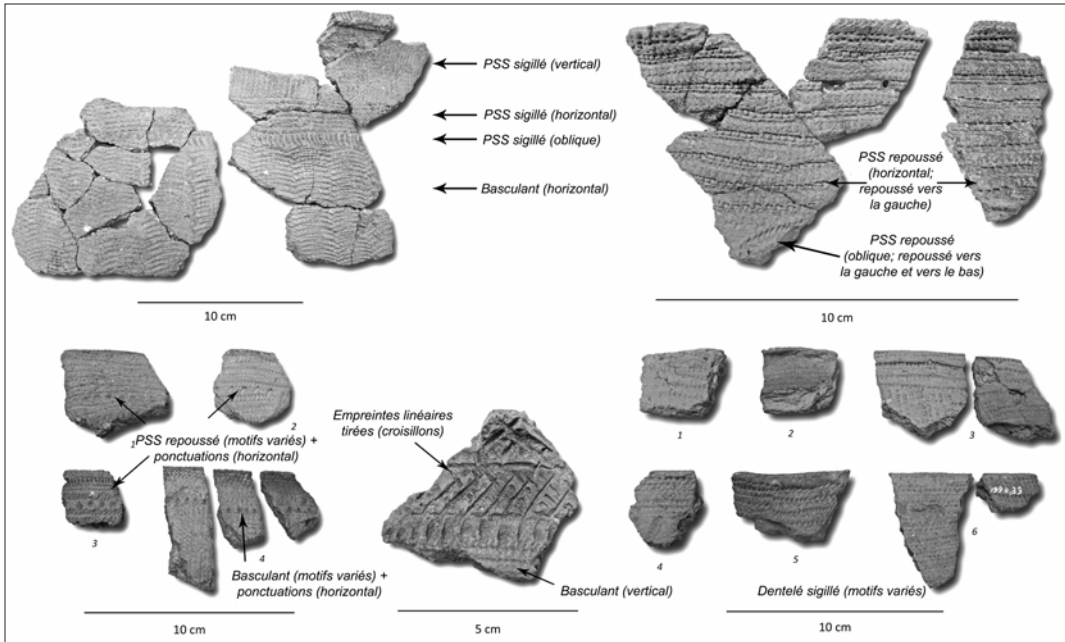 PSS sigillé (vertical)
PSS sigillé (horizontal)
PSS sigillé (oblique)
Basculant (horizontal)
10 cm
PSS repoussé
(horizontal;
repoussé vers
la gauche)
PSS repoussé
(oblique; repoussé vers
la gauche et vers le bas)
10 cm
1
2
PSS repoussé (motifs variés) +
ponctuations (horizontal)
3
4
Basculant (motifs variés) +
ponctuations (horizontal)
10 cm
Empreintes linéaires
tirées (croisillons)
Basculant (vertical)
5 cm
1
2
3
4
5
6
Dentelé sigillé (motifs variés)
10 cm